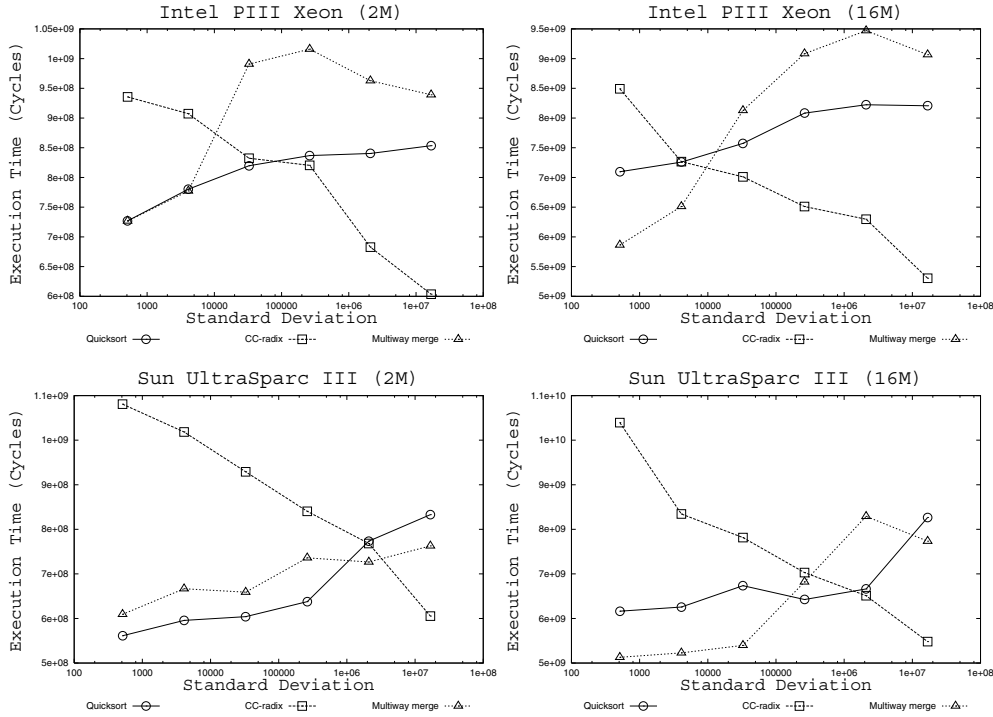 Intel PIII Xeon (2M)
Execution Time (Cycles)
1.05e+09
1e+09
9.5e+08
9e+08
8.5e+08
8e+08
7.5e+08
7e+08
6.5e+08
6e+08
100 1000 10000 100000 1e+06 1e+07 1e+08
Standard Deviation
Quicksort CC-radix Multiway merge
Intel PIII Xeon (16M)
Execution Time (Cycles)
9.5e+09
9e+09
8.5e+09
8e+09
7.5e+09
7e+09
6.5e+09
6e+09
5.5e+09
5e+09
100 1000 10000 100000 1e+06 1e+07 1e+08
Standard Deviation
Quicksort CC-radix Multiway merge
Sun UltraSparc III (2M)
Execution Time (Cycles)
1.1e+09
1e+09
9e+08
8e+08
7e+08
6e+08
5e+08
100 1000 10000 100000 1e+06 1e+07 1e+08
Standard Deviation
Quicksort CC-radix Multiway merge
Sun UltraSparc III (16M)
Execution Time (Cycles)
1.1e+10
1e+10
9e+09
8e+09
7e+09
6e+09
5e+09
100 1000 10000 100000 1e+06 1e+07 1e+08
Standard Deviation
Quicksort CC-radix Multiway merge